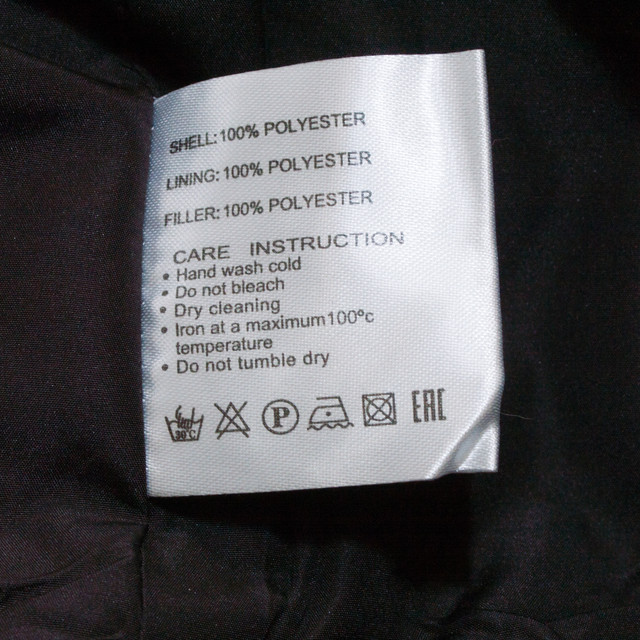 SHELL: 100% POLYESTER
LINING: 100% POLYESTER
FILLER: 100% POLYESTER
CARE INSTRUCTION
• Hand wash cold
• Do not bleach
• Dry cleaning
• Iron at a maximum100°c
temperature
• Do not tumble dry
30°C P EAC